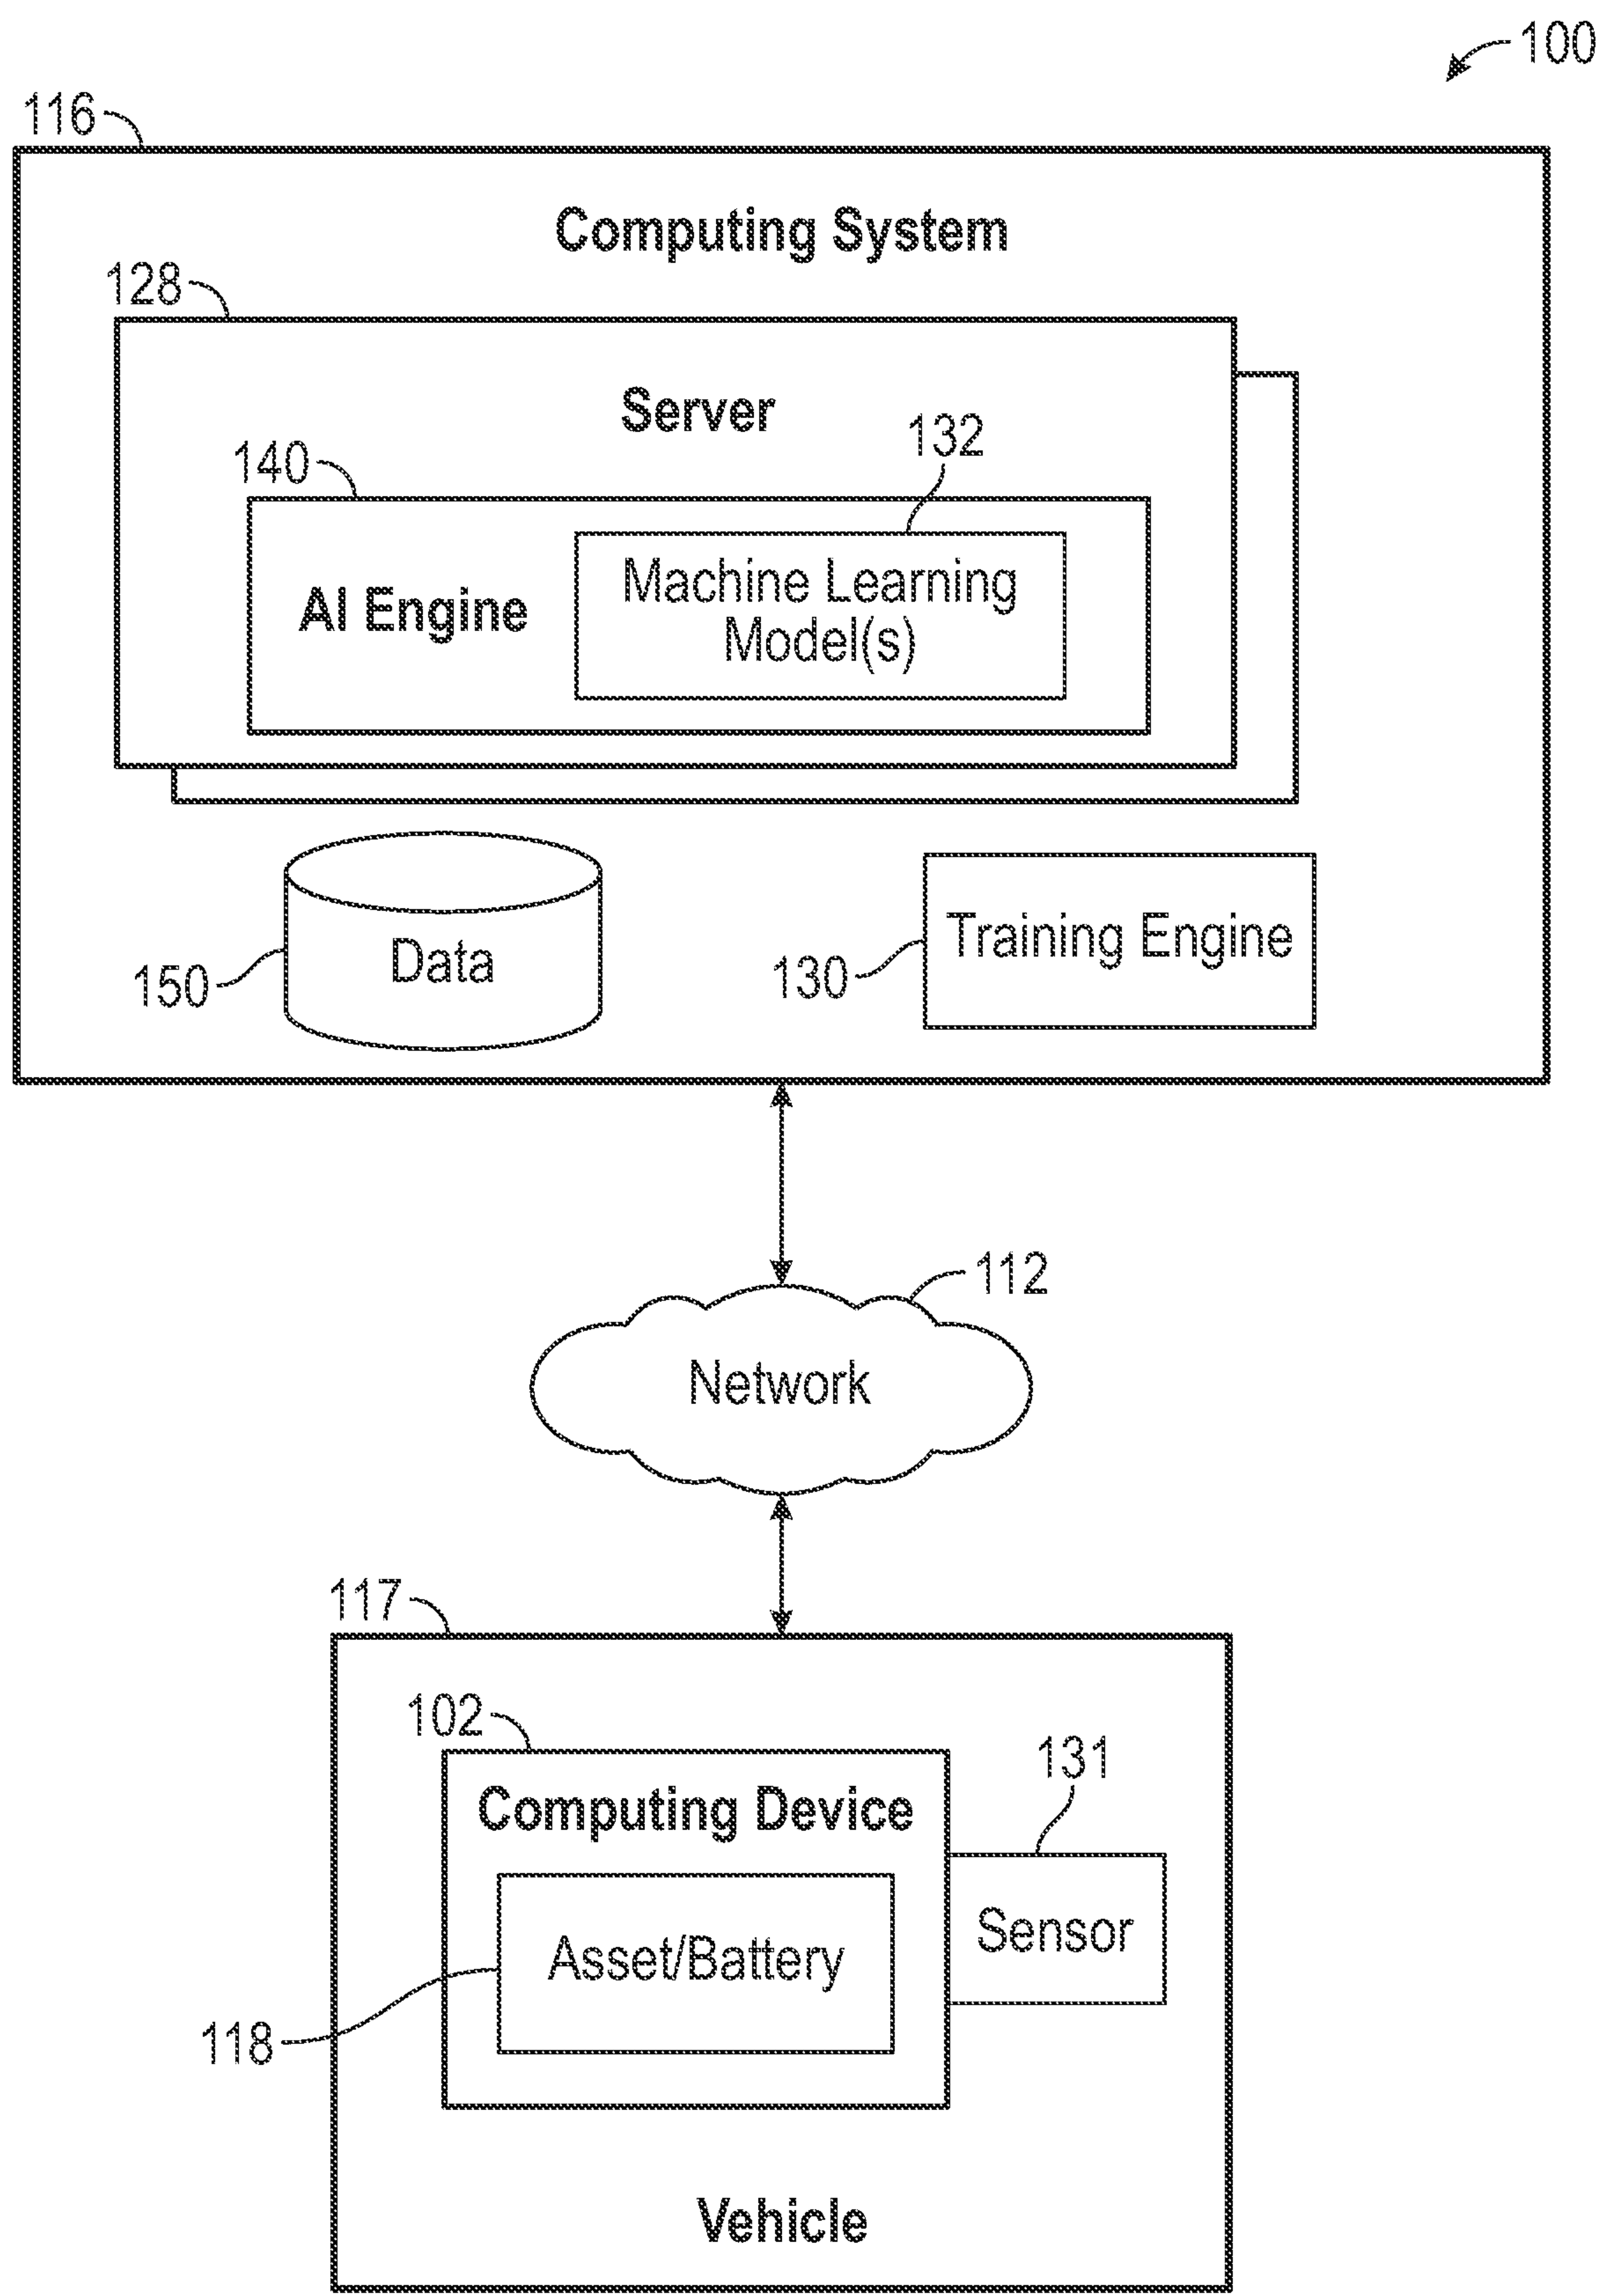 100
116
Computing System
128
Server
132
140
Machine Learning
AI Engine
Model(s)
Data
Training Engine
150
130
112
Network
117
102
131
Computing Device
Sensor
Asset/Battery
118
Vehicle